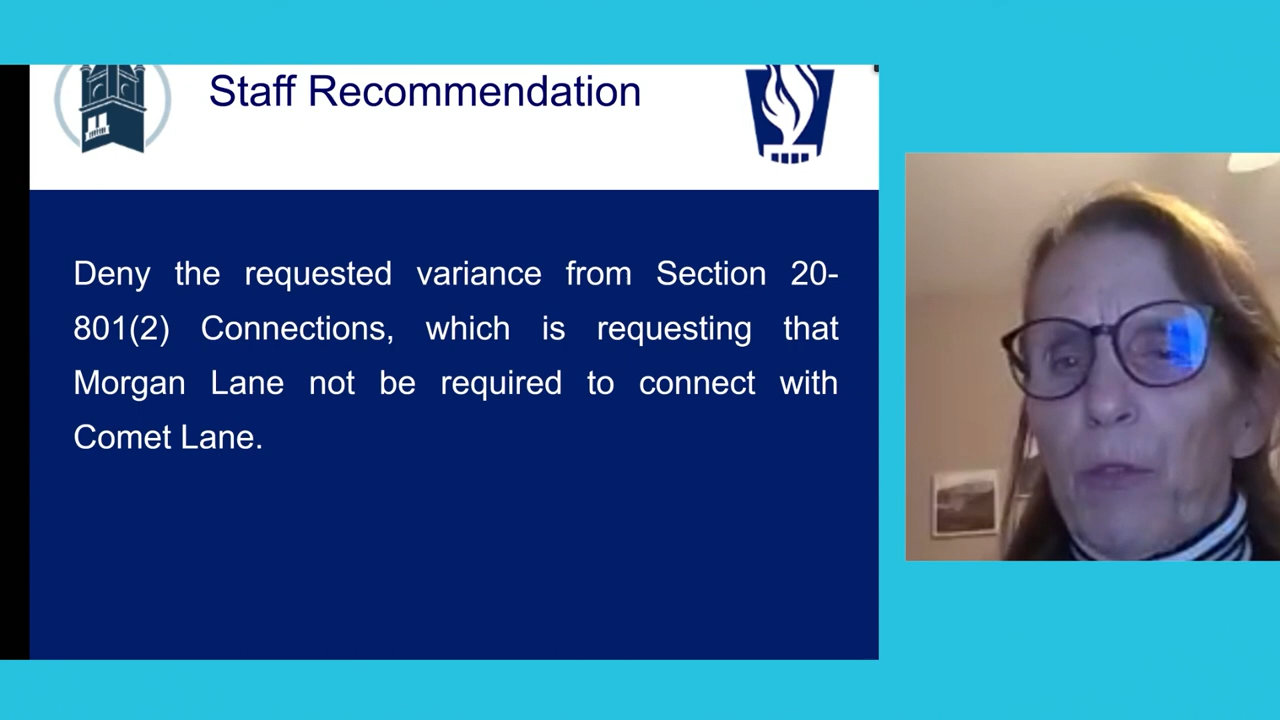 Staff Recommendation
Deny the requested variance from Section 20-
801(2) Connections, which is requesting that
Morgan Lane not be required to connect with
Comet Lane.